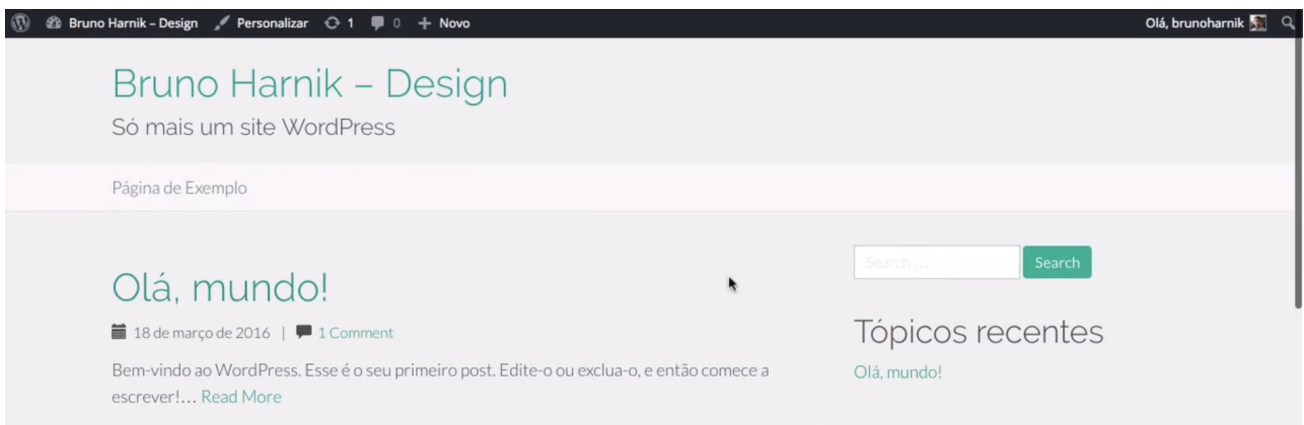 Bruno Harnik – Design Personalizar 1 0 + Novo Olá, brunoharnik
Bruno Harnik – Design
Só mais um site WordPress
Página de Exemplo
Search ... Search
Olá, mundo!
18 de março de 2016 | 1 Comment
Bem-vindo ao WordPress. Esse é o seu primeiro post. Edite-o ou exclua-o, e então comece a
escrever!… Read More
Tópicos recentes
Olá, mundo!